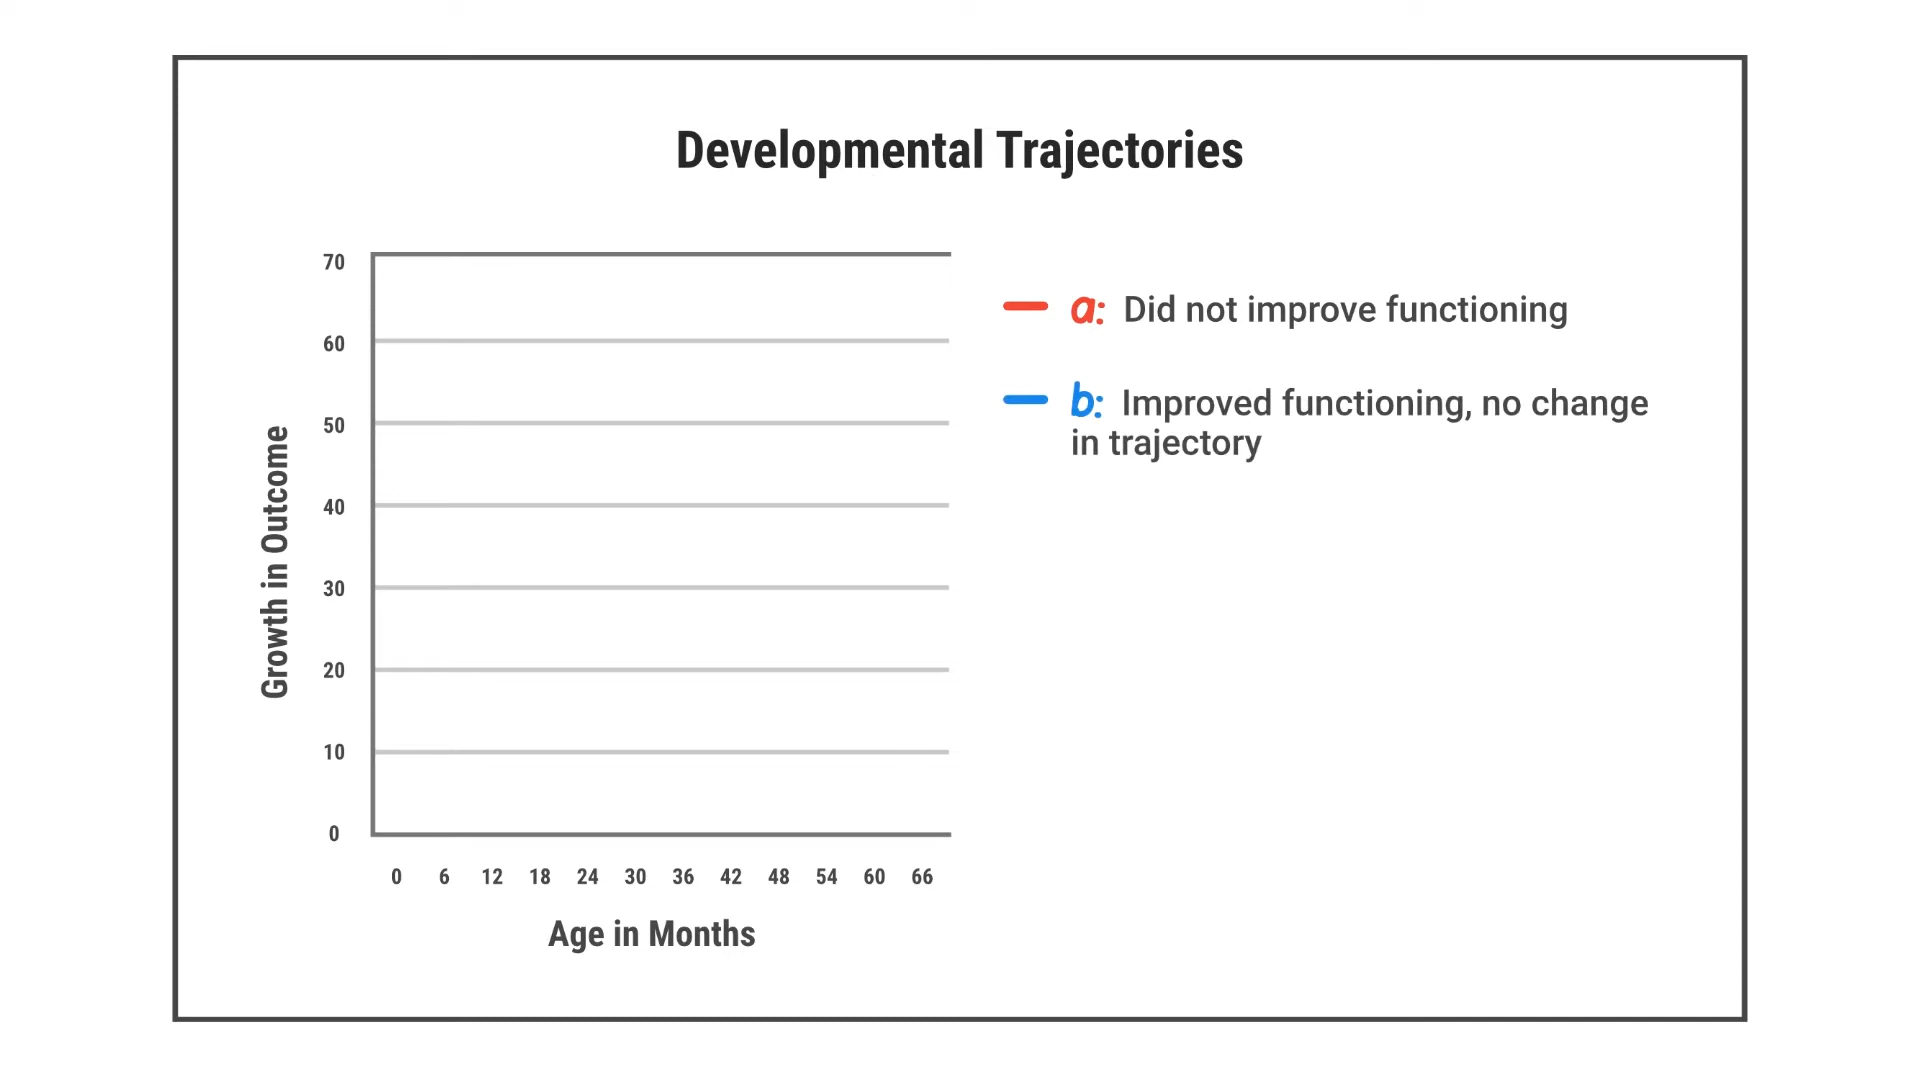 Developmental Trajectories
Growth in Outcome
70
60
50
40
30
20
10
0
0 6 12 18 24 30 36 42 48 54 60 66
Age in Months
a: Did not improve functioning
b: Improved functioning, no change
in trajectory